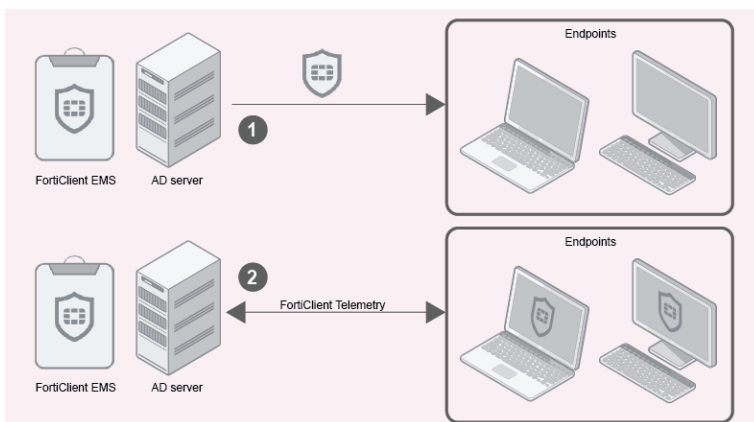 Endpoints
1
FortiClient EMS
AD server
Endpoints
2
FortiClient Telemetry
FortiClient EMS
AD server